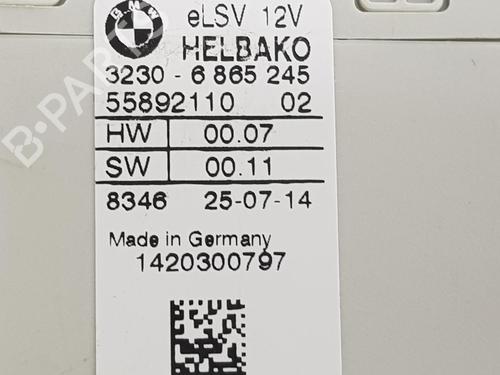 BMW eLSV 12V
HELBAKO
3230 - 6 865 245
55892110 02
HW 00.07
SW 00.11
8346 25-07-14
Made in Germany
1420300797